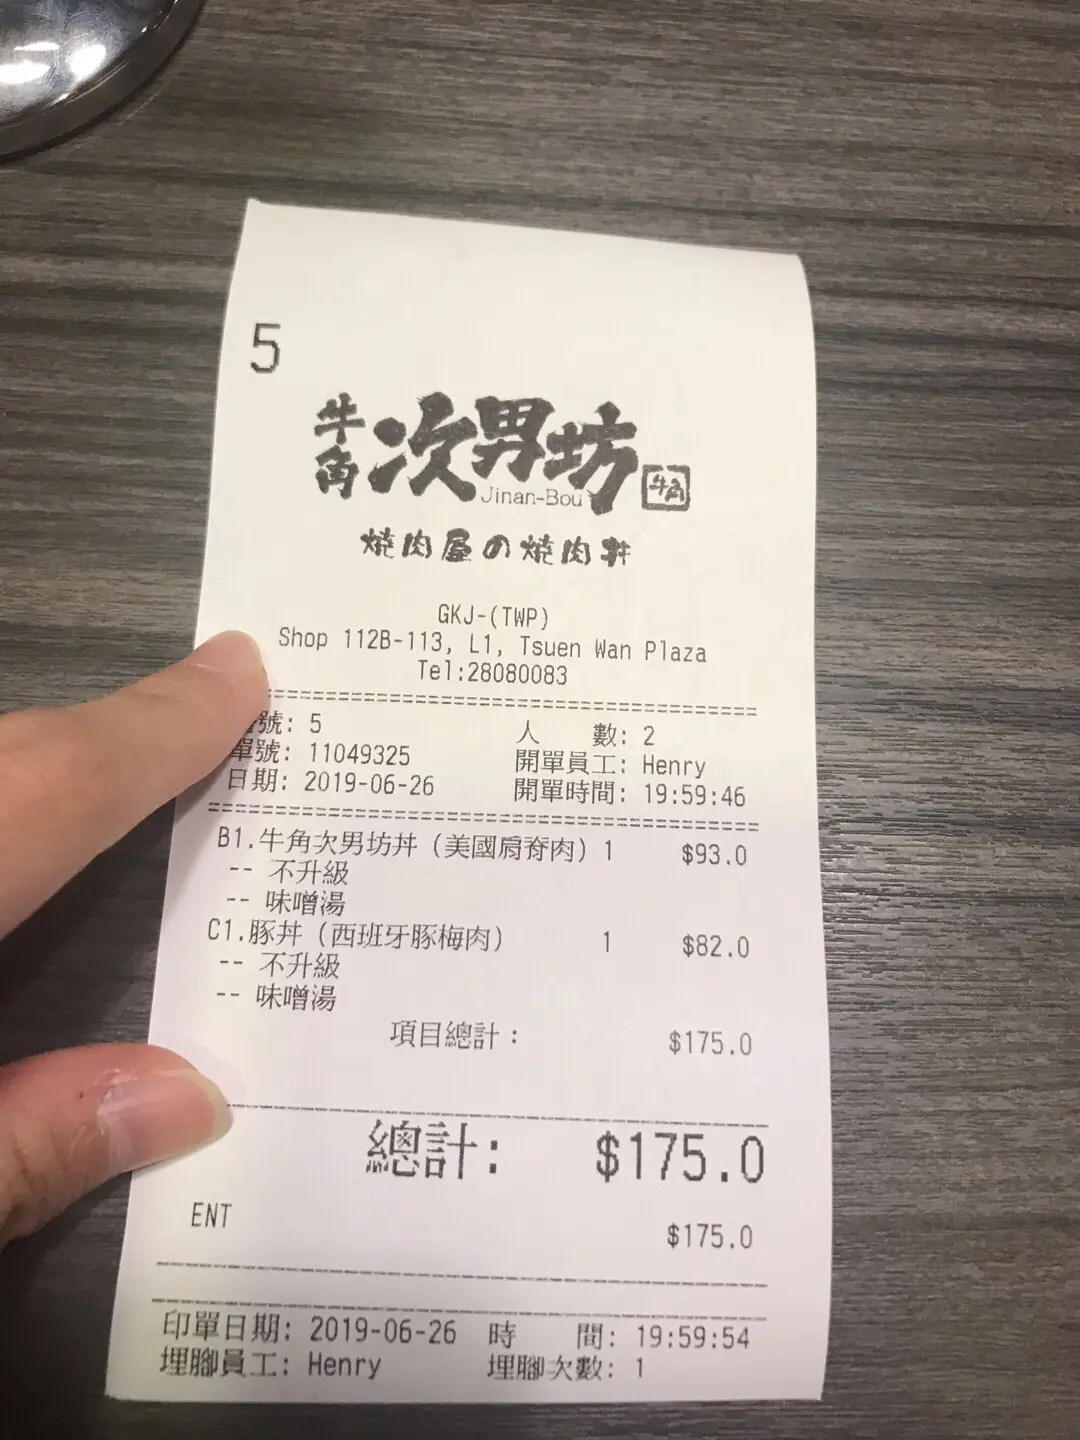 5
牛角 次男坊 牛角
Jinan-Bou
焼肉屋の焼肉丼
GKJ-(TWP)
Shop 112B-113, L1, Tsuen Wan Plaza
Tel:28080083
號: 5 人 數: 2
單號: 11049325 開單員工: Henry
日期: 2019-06-26 開單時間: 19:59:46
B1.牛角次男坊丼（美國肩脊肉）1 $93.0
-- 不升級
-- 味噌湯
C1.豚丼（西班牙豚梅肉） 1 $82.0
-- 不升級
-- 味噌湯
項目總計： $175.0
總計: $175.0
ENT $175.0
印單日期: 2019-06-26 時 間: 19:59:54
埋腳員工: Henry 埋腳次數: 1